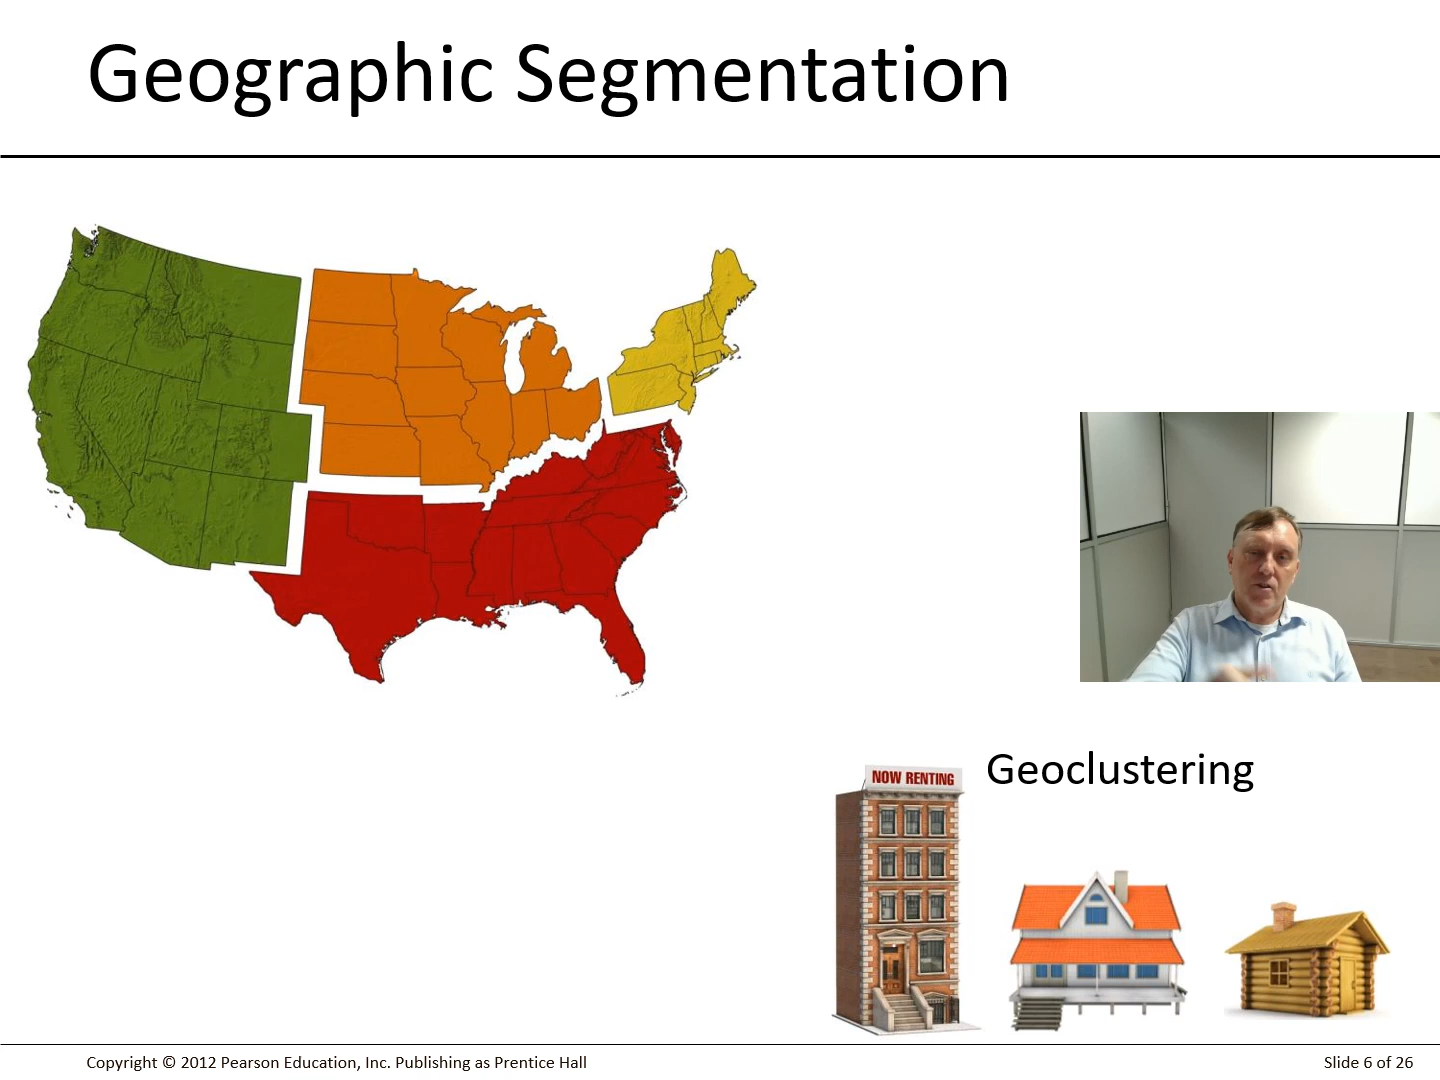 Geographic Segmentation
NOW RENTING
Geoclustering
Copyright © 2012 Pearson Education, Inc. Publishing as Prentice Hall
Slide 6 of 26